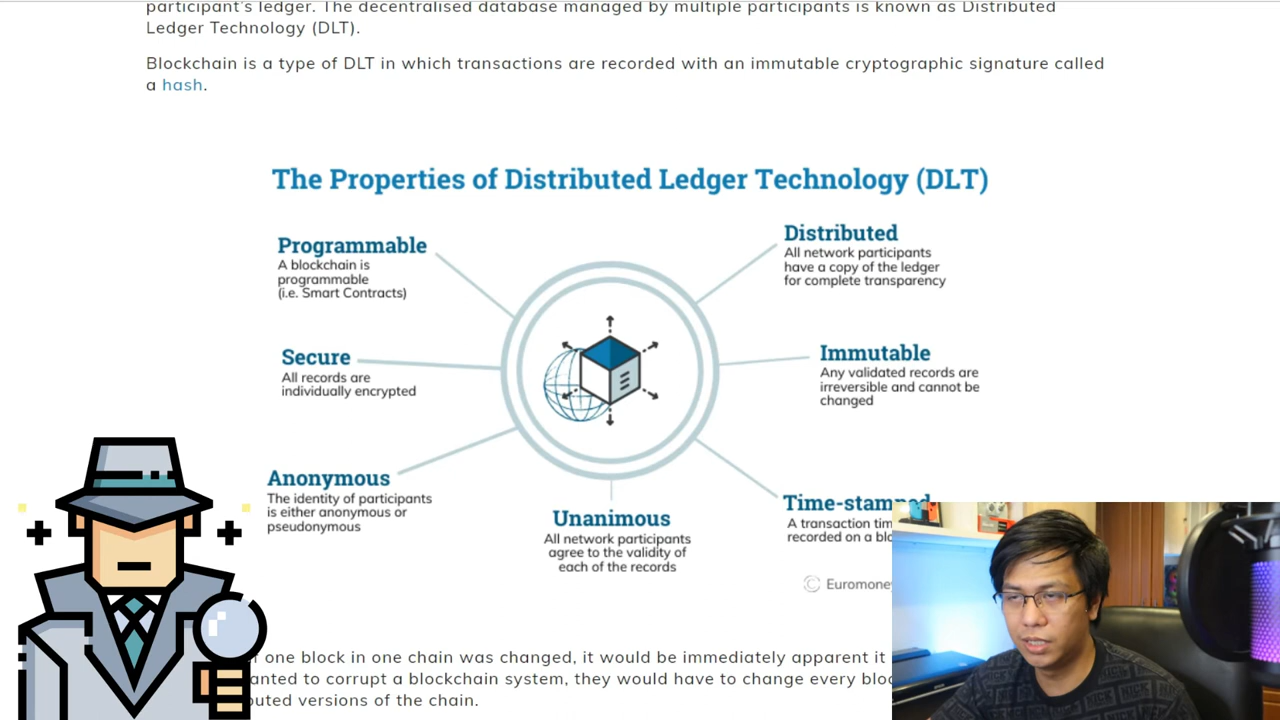 participant's ledger. The decentralised database managed by multiple participants is known as Distributed
Ledger Technology (DLT).
Blockchain is a type of DLT in which transactions are recorded with an immutable cryptographic signature called
a hash.
The Properties of Distributed Ledger Technology (DLT)
Programmable
A blockchain is
programmable
(i.e. Smart Contracts)
Secure
All records are
individually encrypted
Anonymous
The identity of participants
is either anonymous or
pseudonymous
Unanimous
All network participants
agree to the validity of
each of the records
Distributed
All network participants
have a copy of the ledger
for complete transparency
Immutable
Any validated records are
irreversible and cannot be
changed
Time-stamped
A transaction
recorded on a
one block in one chain was changed, it would be immediately apparent it
to corrupt a blockchain system, they would have to change every
versions of the chain.